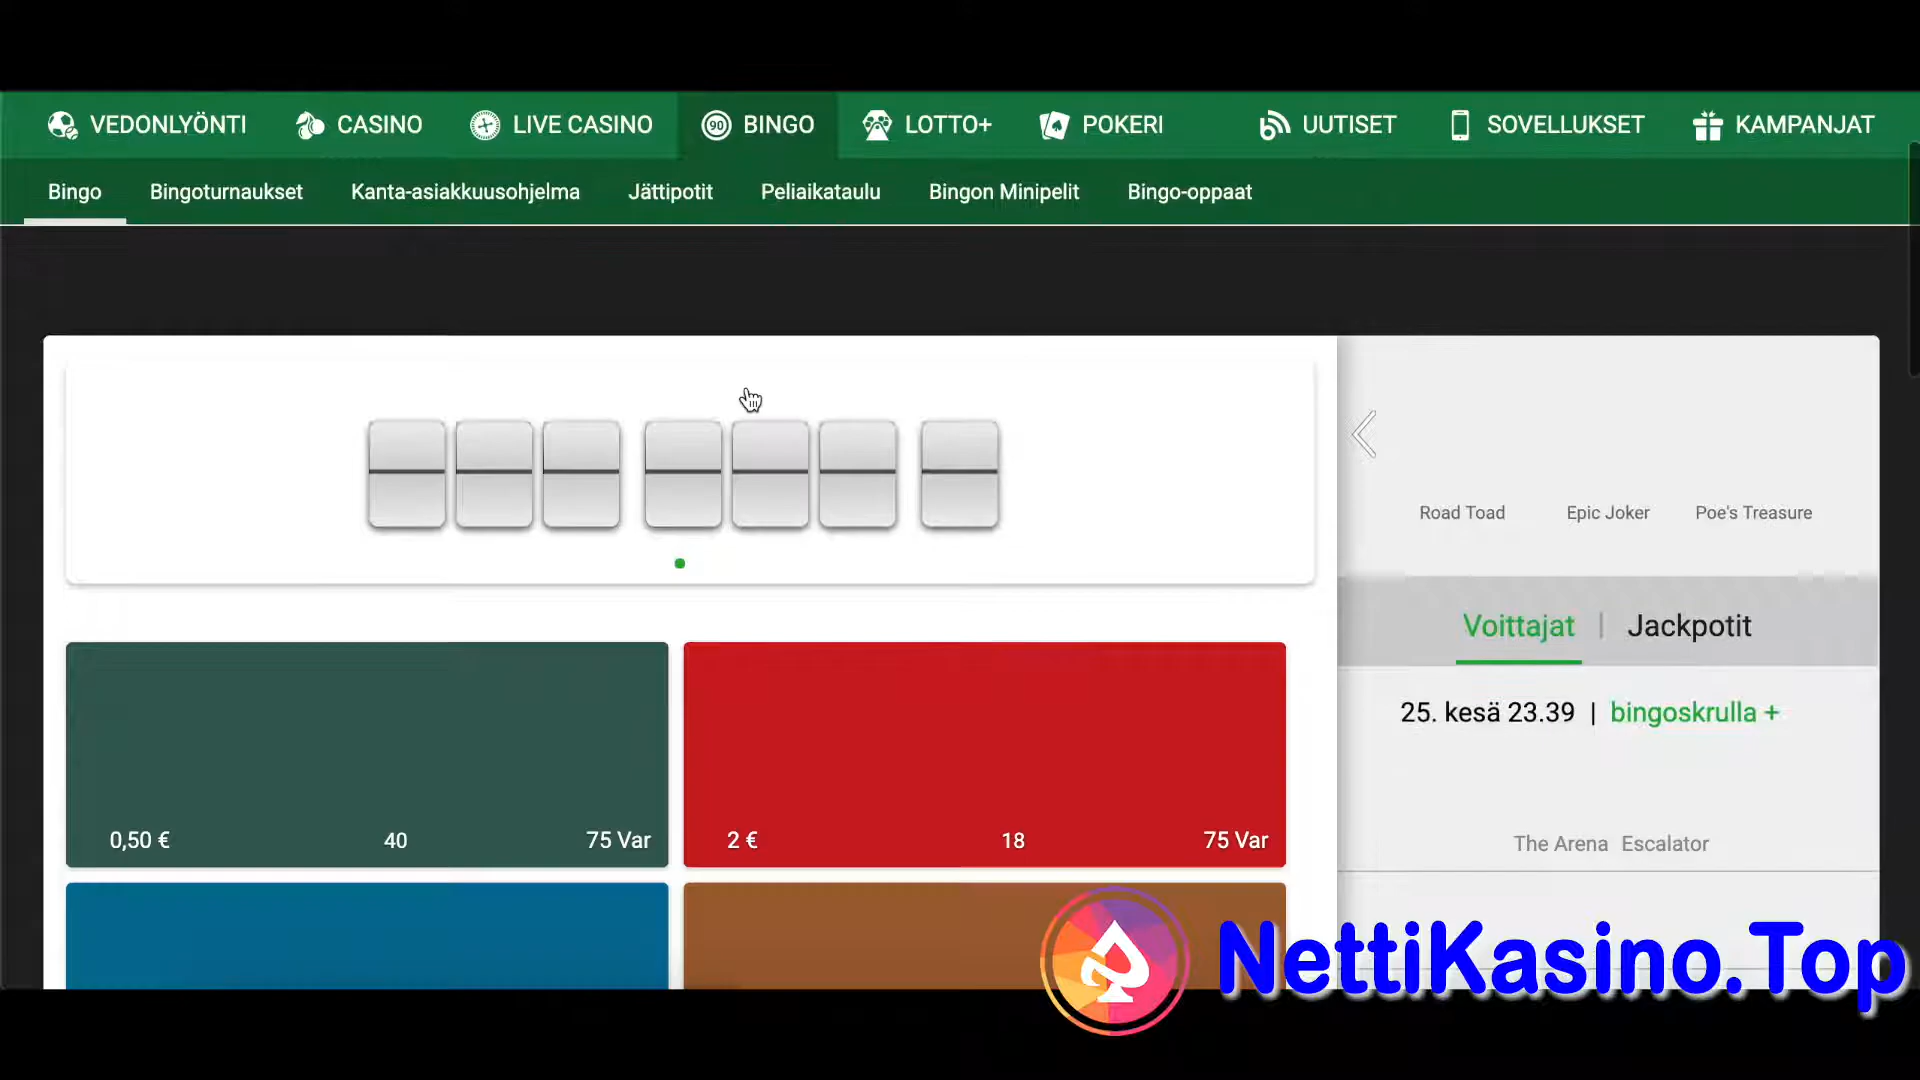 VEDONLYÖNTI CASINO LIVE CASINO 90 BINGO LOTTO+ POKERI UUTISET SOVELLUKSET KAMPANJAT
Bingo Bingoturnaukset Kanta-asiakkuusohjelma Jättipotit Peliaikataulu Bingon Minipelit Bingo-oppaat
Road Toad Epic Joker Poe's Treasure
Voittajat | Jackpotit
25. kesä 23.39 | bingoskrulla +
The Arena Escalator
0,50 € 40 75 Var
2 € 18 75 Var
NettiKasino.Top